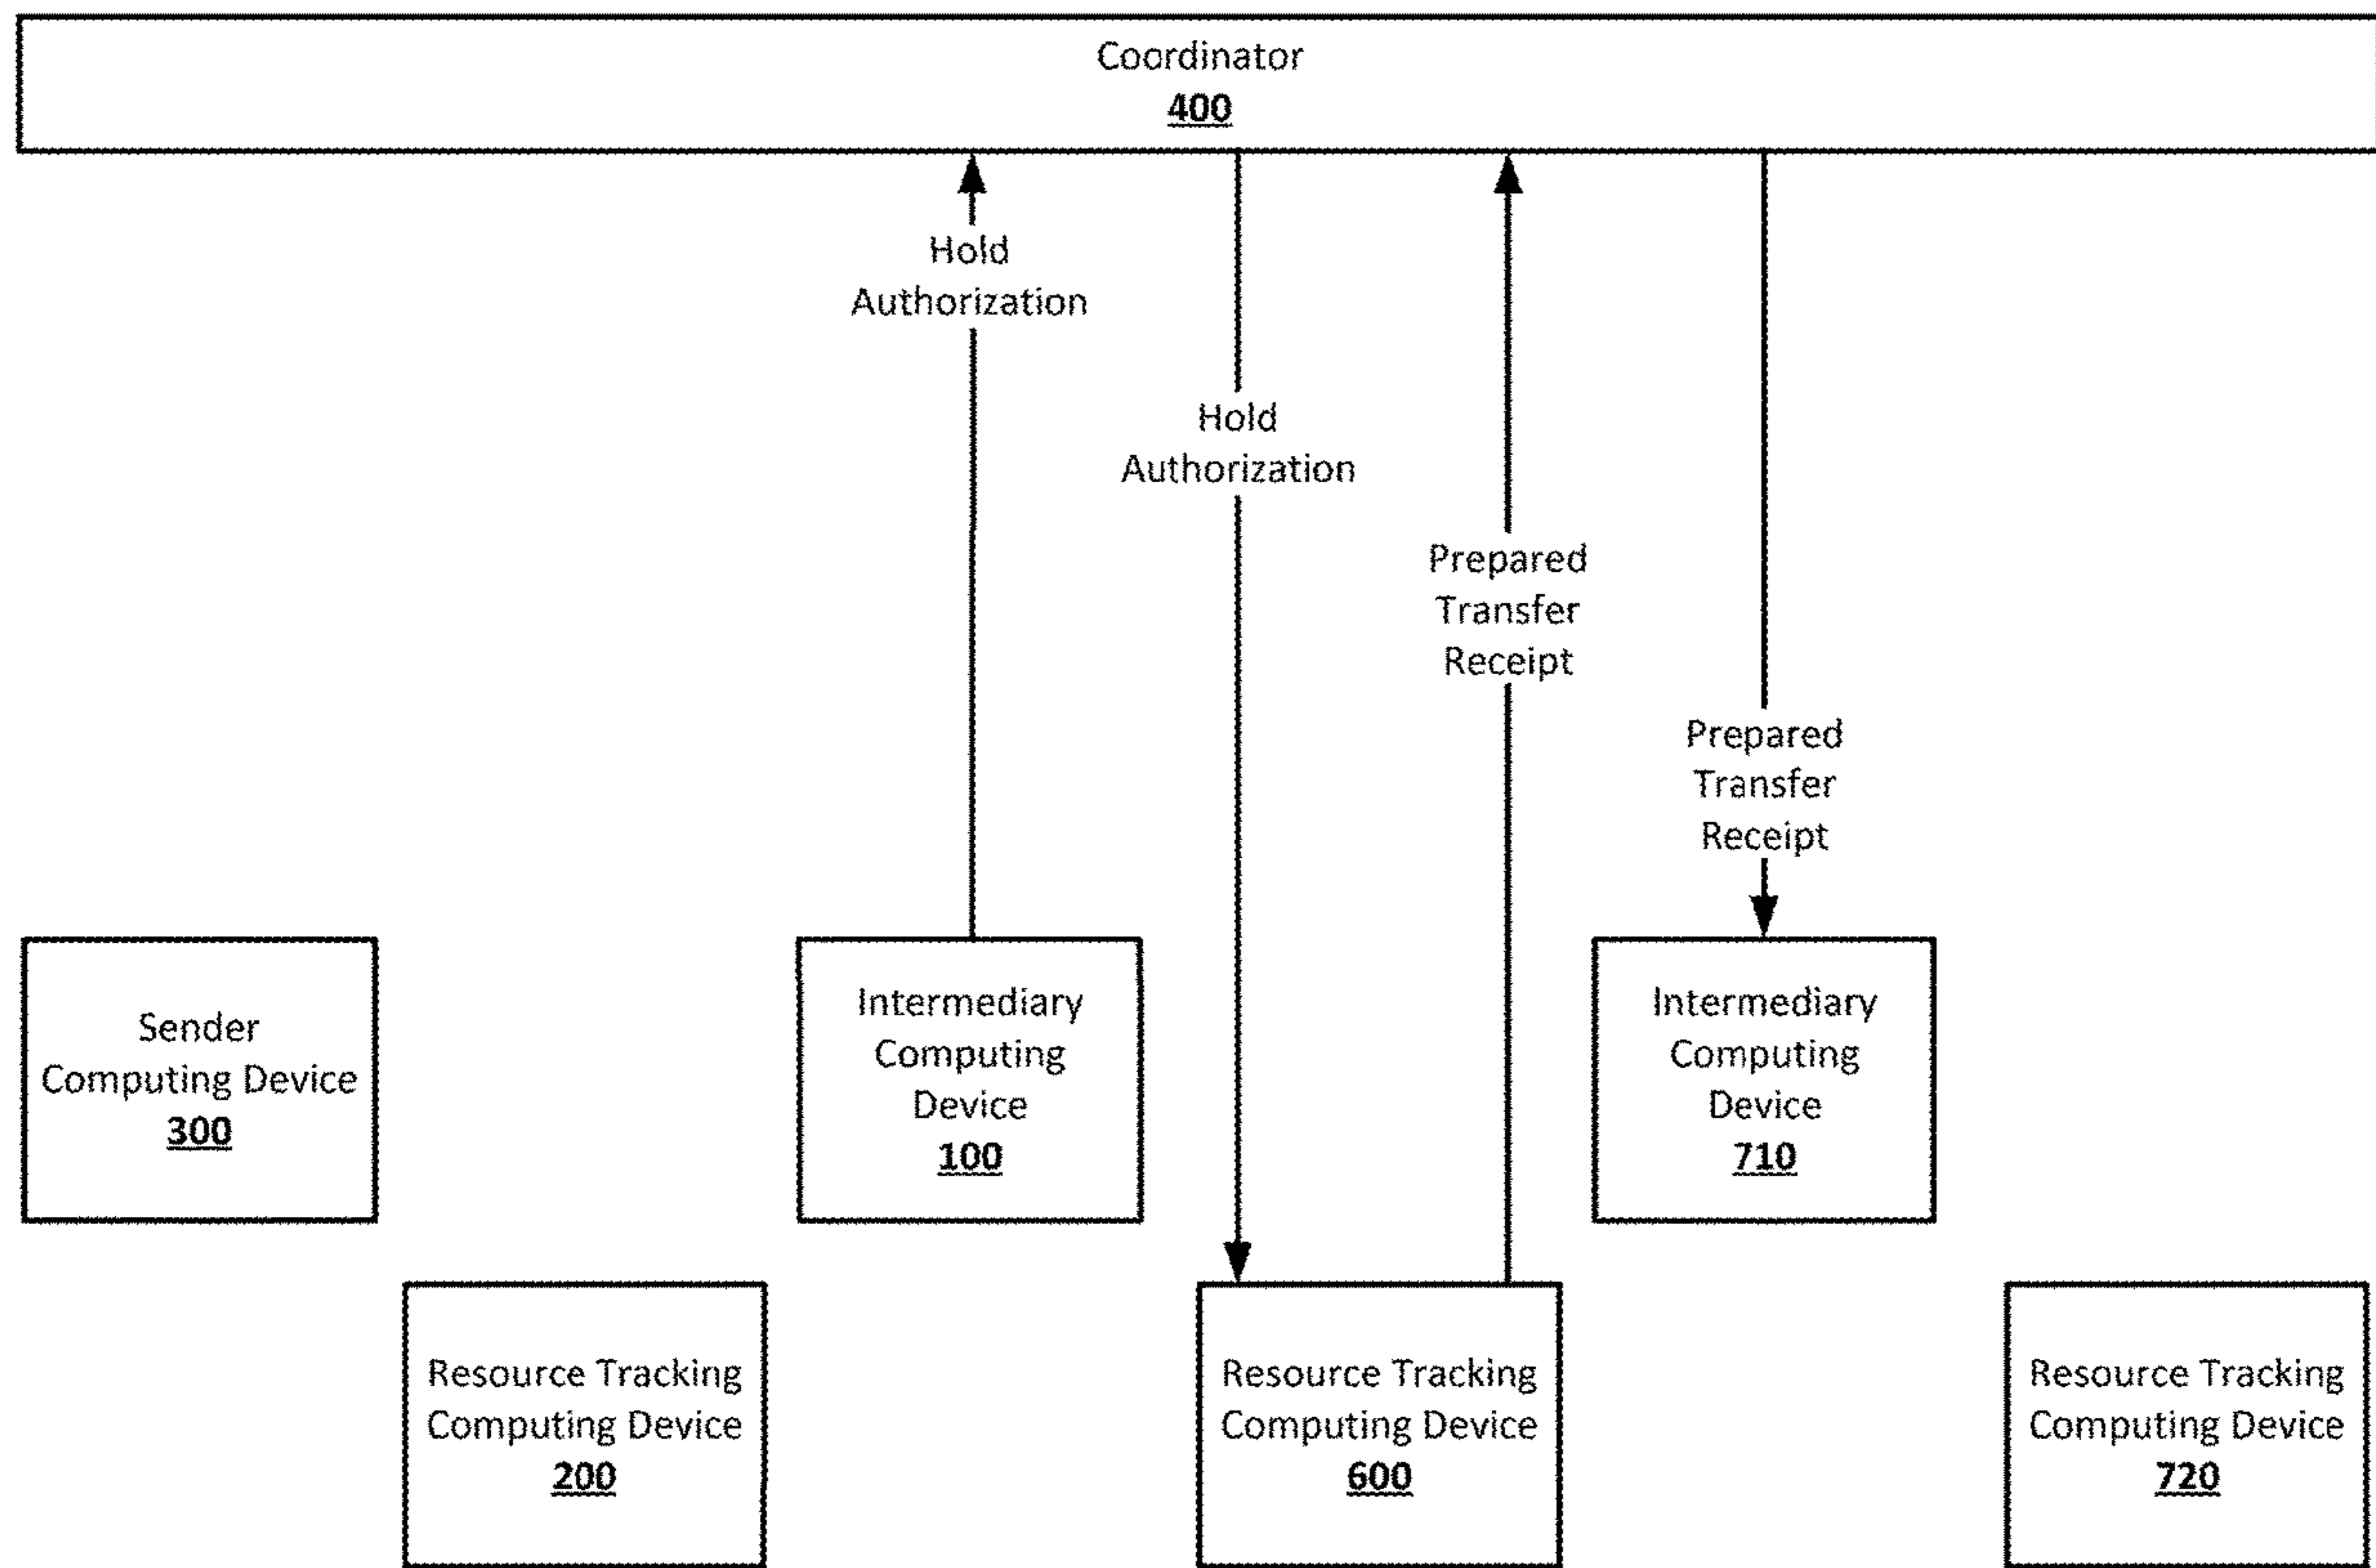 Coordinator
400
Hold
Authorization
Hold
Authorization
Prepared
Transfer
Receipt
Prepared
Transfer
Receipt
Sender
Computing Device
300
Intermediary
Computing
Device
100
Intermediary
Computing
Device
710
Resource Tracking
Computing Device
200
Resource Tracking
Computing Device
600
Resource Tracking
Computing Device
720